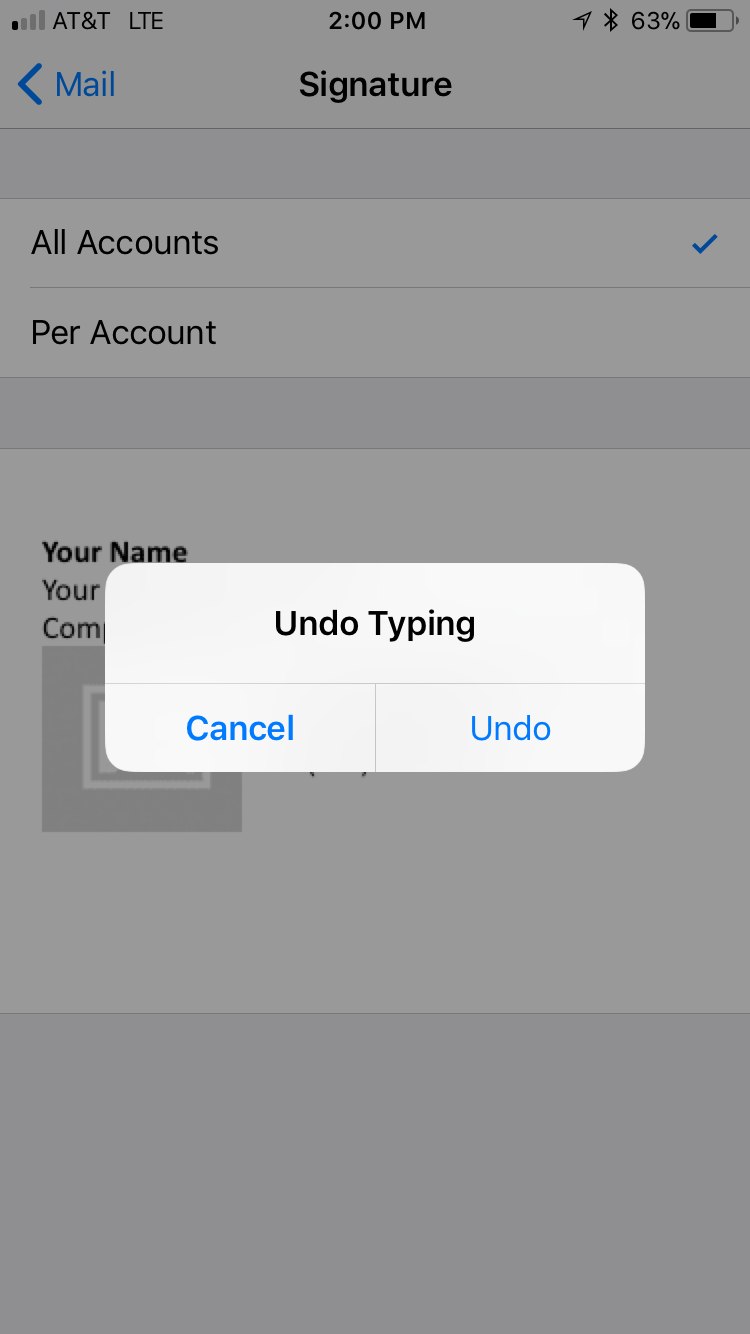 AT&T LTE 2:00 PM 63%
Mail Signature
All Accounts
Per Account
Your Name
Your
Undo Typing
Cancel Undo